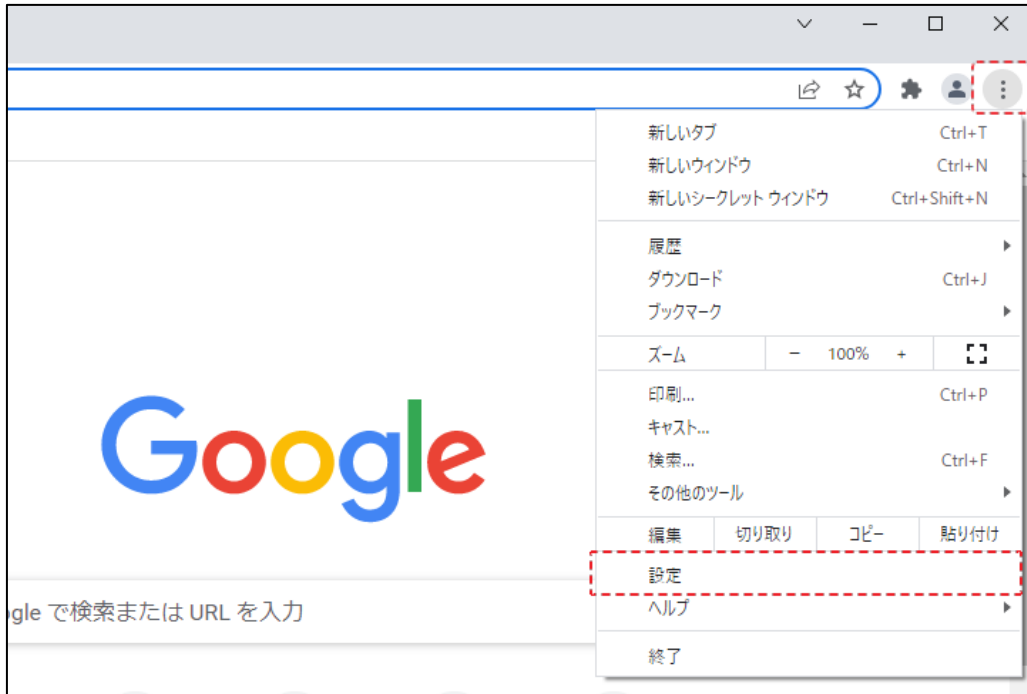 新しいタブ Ctrl+T
新しいウィンドウ Ctrl+N
新しいシークレット ウィンドウ Ctrl+Shift+N
履歴
ダウンロード Ctrl+J
ブックマーク
ズーム － 100% +
印刷... Ctrl+P
キャスト...
検索... Ctrl+F
その他のツール
編集 切り取り コピー 貼り付け
設定
ヘルプ
終了
Google
ogle で検索または URL を入力